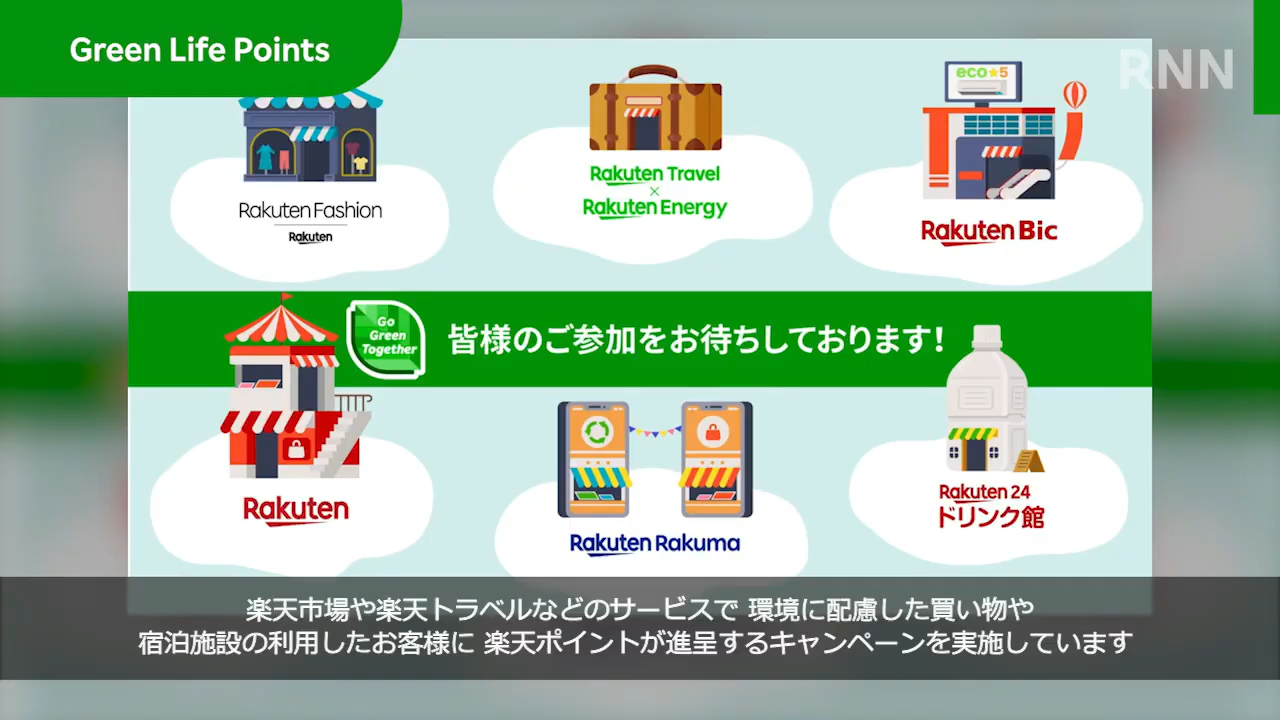 Green Life Points
RNN
eco★5
Rakuten Fashion
Rakuten
Rakuten Travel
×
Rakuten Energy
Rakuten Bic
Go
Green
Together
皆様のご参加をお待ちしております!
Rakuten
Rakuten Rakuma
Rakuten 24
ドリンク館
楽天市場や楽天トラベルなどのサービスで 環境に配慮した買い物や
宿泊施設の利用したお客様に 楽天ポイントが進呈するキャンペーンを実施しています